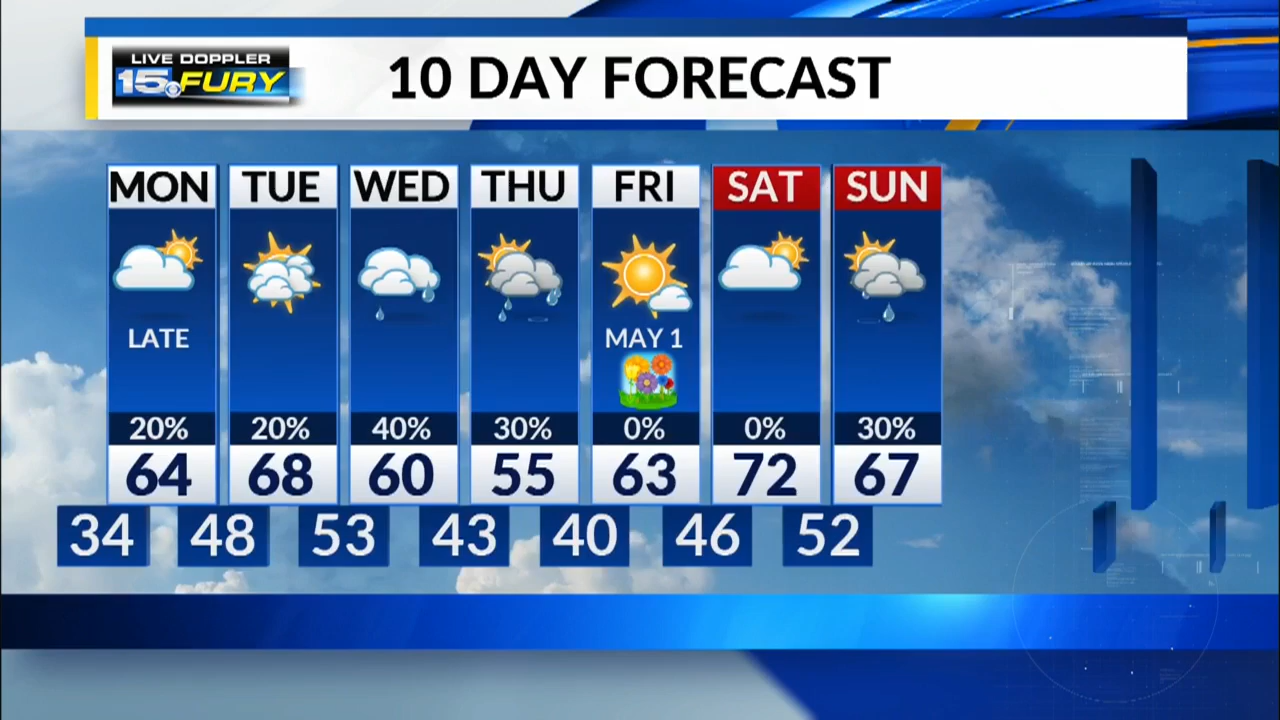 LIVE DOPPLER
15 FURY
10 DAY FORECAST
MON TUE WED THU FRI SAT SUN
LATE MAY 1
20% 20% 40% 30% 0% 0% 30%
64 68 60 55 63 72 67
34 48 53 43 40 46 52